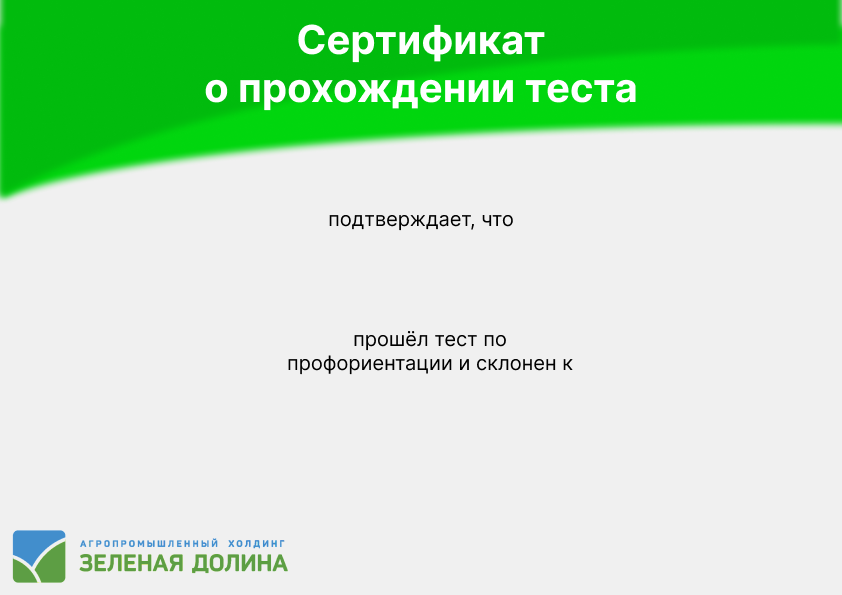 Сертификат
о прохождении теста
подтверждает, что
прошёл тест по
профориентации и склонен к
АГРОПРОМЫШЛЕННЫЙ ХОЛДИНГ
ЗЕЛЕНАЯ ДОЛИНА